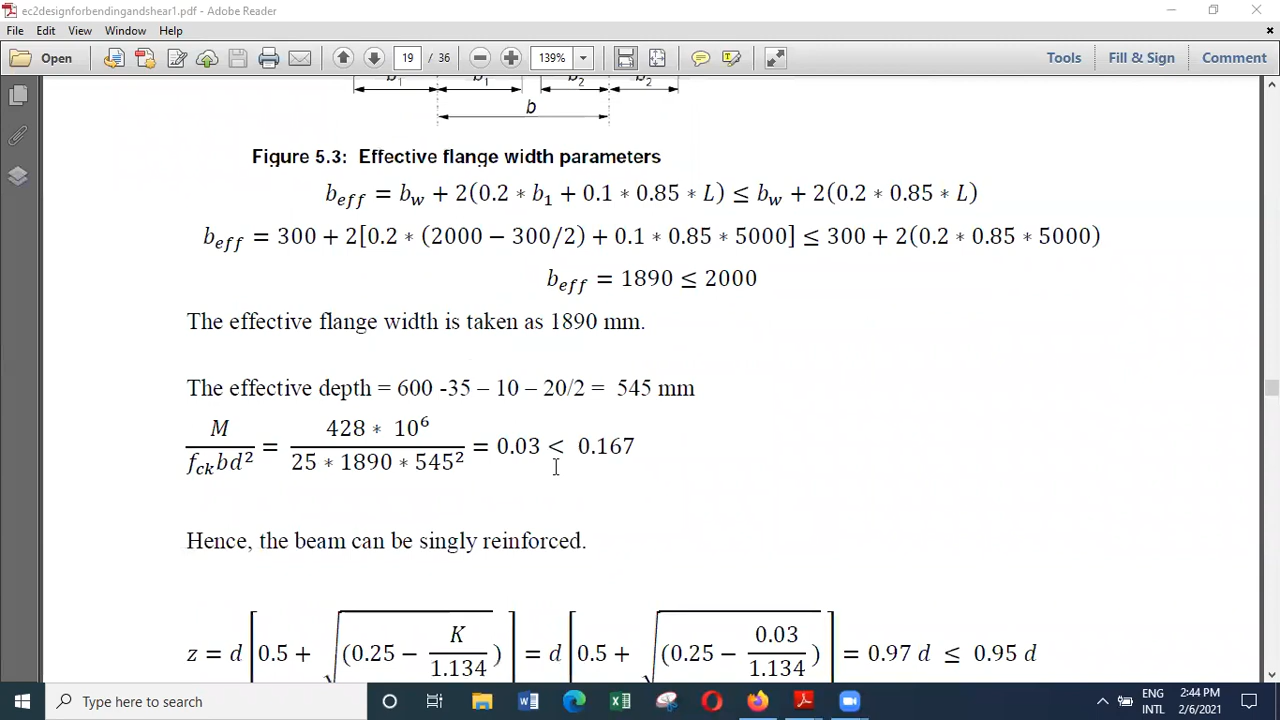 ec2designforbendingandshear1.pdf - Adobe Reader
File Edit View Window Help
Open 19 / 36 139% Tools Fill & Sign Comment
b₁ b₁ b₂ b₂
b
Figure 5.3: Effective flange width parameters
b_eff = b_w + 2(0.2 * b₁ + 0.1 * 0.85 * L) ≤ b_w + 2(0.2 * 0.85 * L)
b_eff = 300 + 2[0.2 * (2000 − 300/2) + 0.1 * 0.85 * 5000] ≤ 300 + 2(0.2 * 0.85 * 5000)
b_eff = 1890 ≤ 2000
The effective flange width is taken as 1890 mm.
The effective depth = 600 -35 – 10 – 20/2 = 545 mm
M / f_ck bd² = 428 * 10⁶ / 25 * 1890 * 545² = 0.03 < 0.167
Hence, the beam can be singly reinforced.
z = d [0.5 + √(0.25 − K / 1.134)] = d [0.5 + √(0.25 − 0.03 / 1.134)] = 0.97 d ≤ 0.95 d
Type here to search
ENG
INTL
2:44 PM
2/6/2021